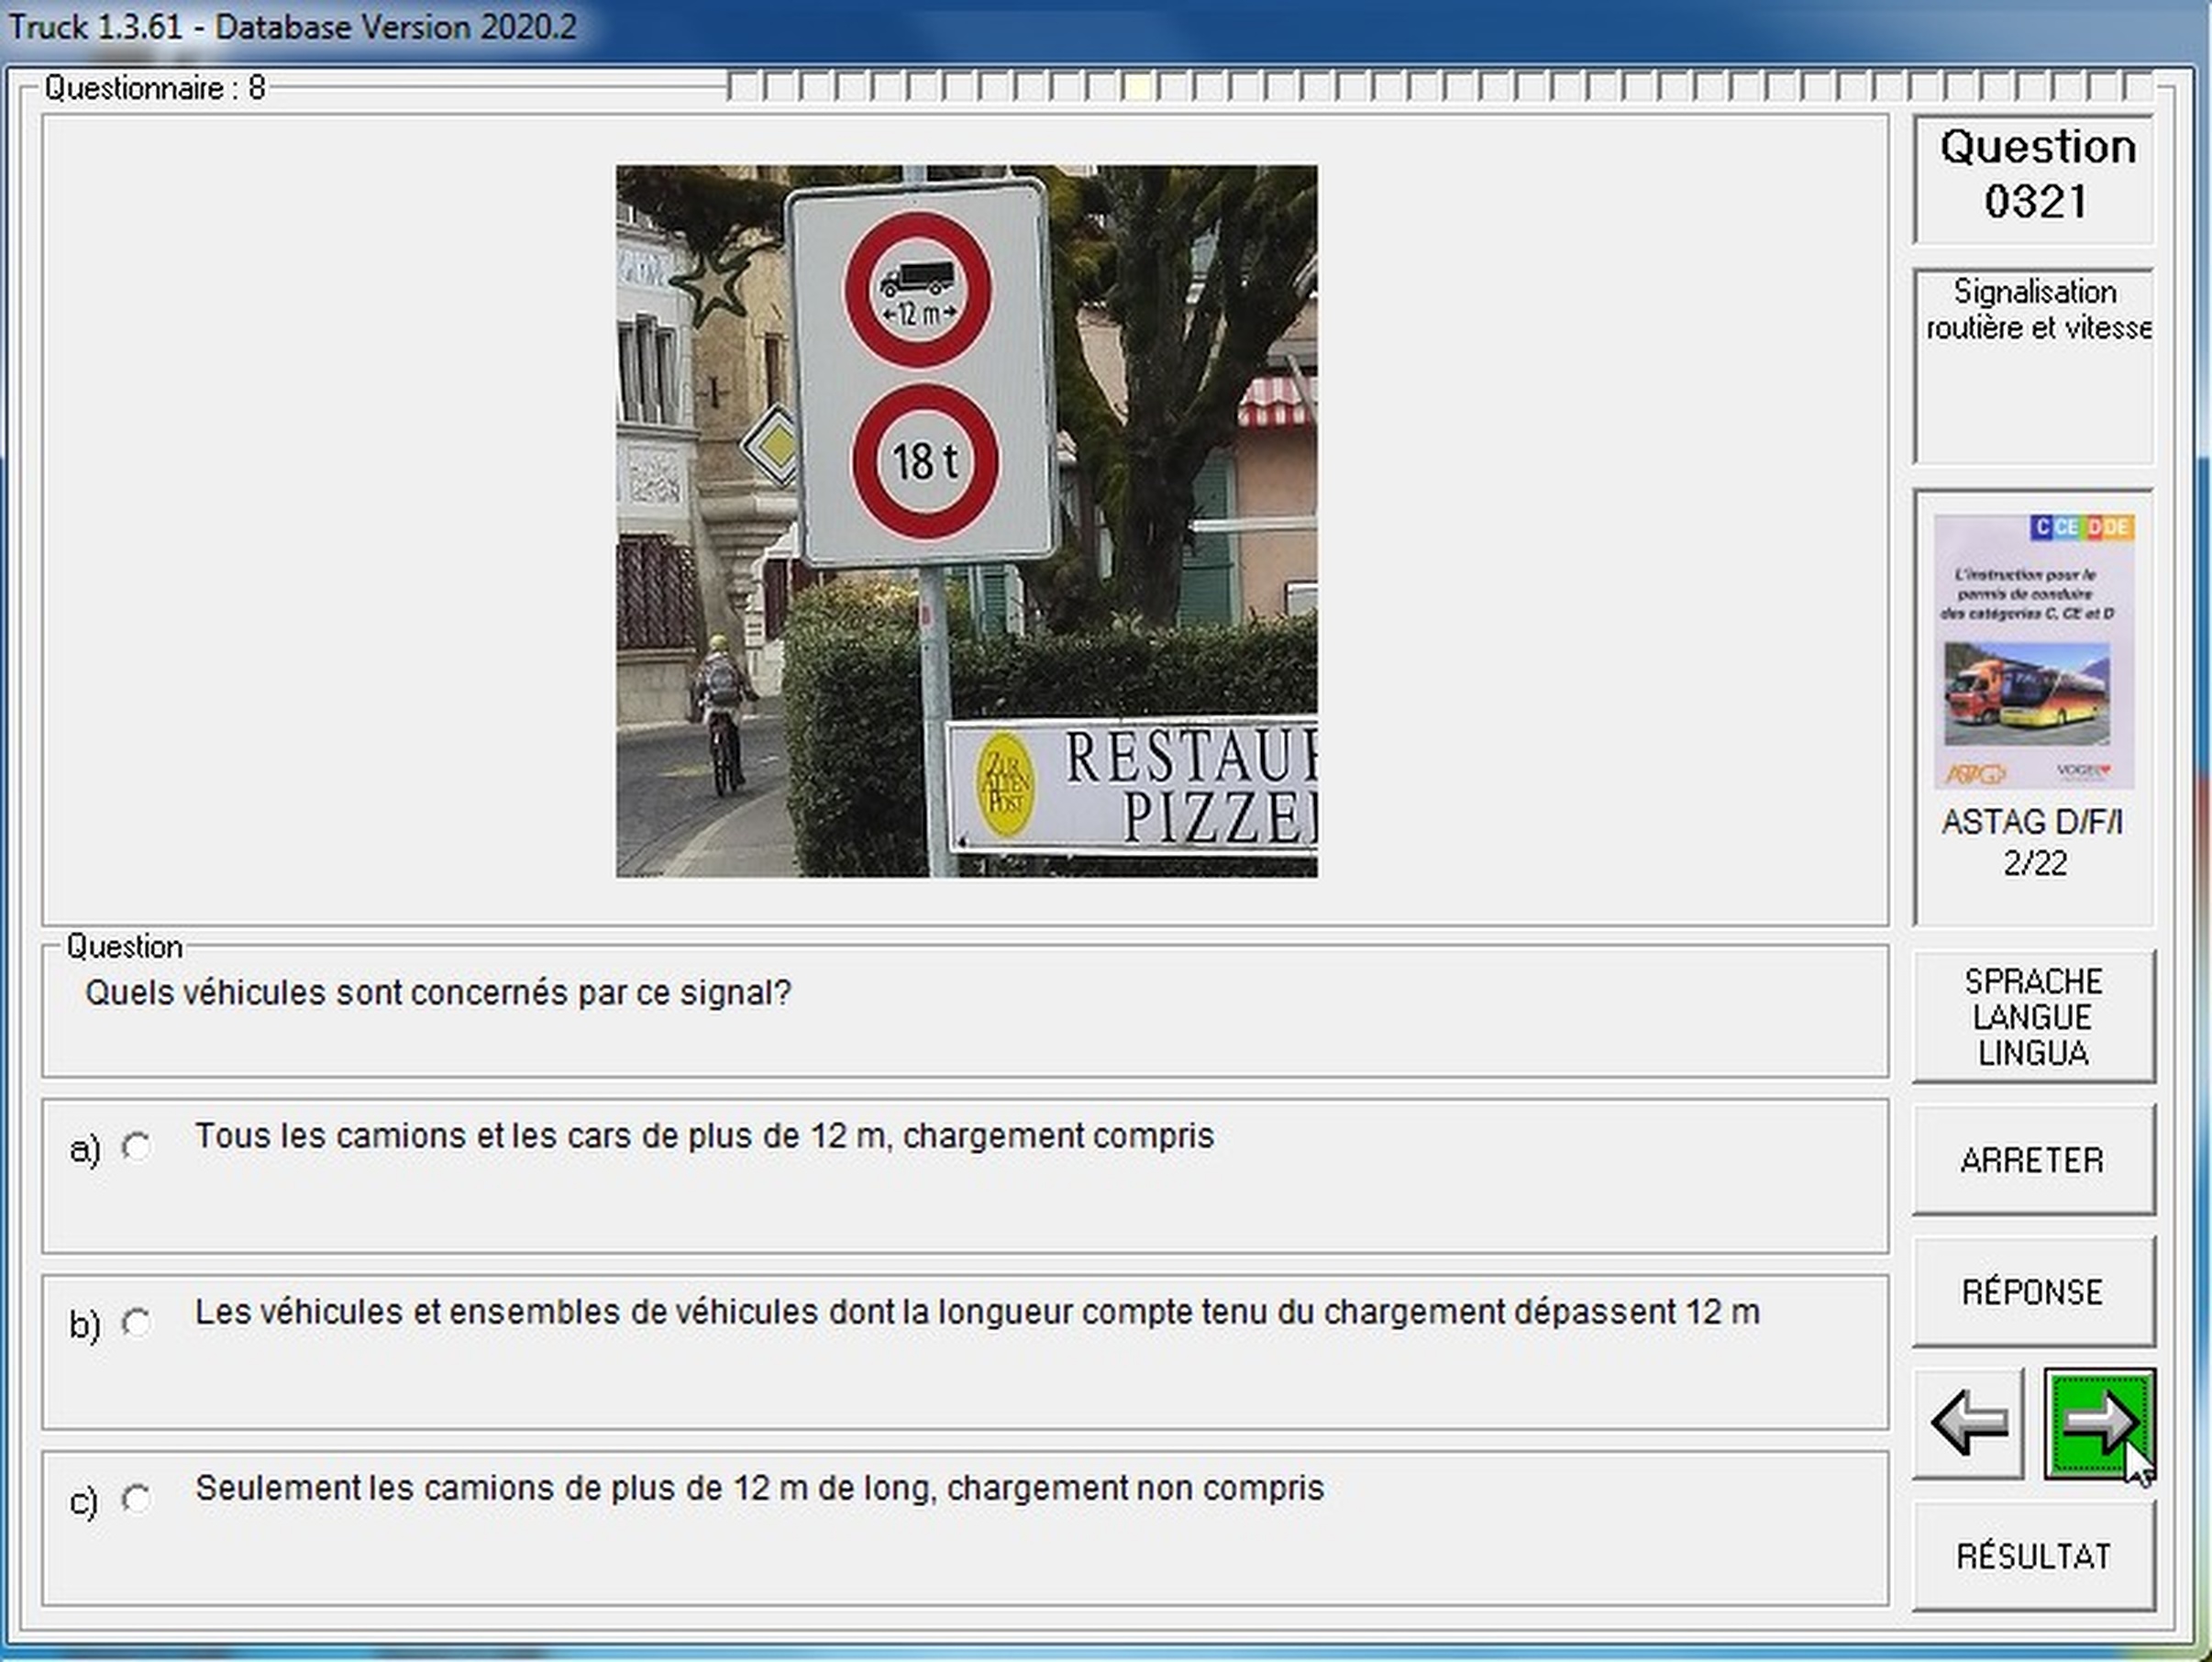 Truck 1.3.61 - Database Version 2020.2
Questionnaire : 8
12 m
18 t
ZUR
ALTEN
POST
RESTAUR
PIZZE
Question
0321
Signalisation
routière et vitesse
C CE D DE
L'instruction pour le
permis de conduire
des catégories C, CE et D
ASTAG
VOGEL
ASTAG D/F/I
2/22
Question
Quels véhicules sont concernés par ce signal?
a) Tous les camions et les cars de plus de 12 m, chargement compris
b) Les véhicules et ensembles de véhicules dont la longueur compte tenu du chargement dépassent 12 m
c) Seulement les camions de plus de 12 m de long, chargement non compris
SPRACHE
LANGUE
LINGUA
ARRETER
RÉPONSE
RÉSULTAT